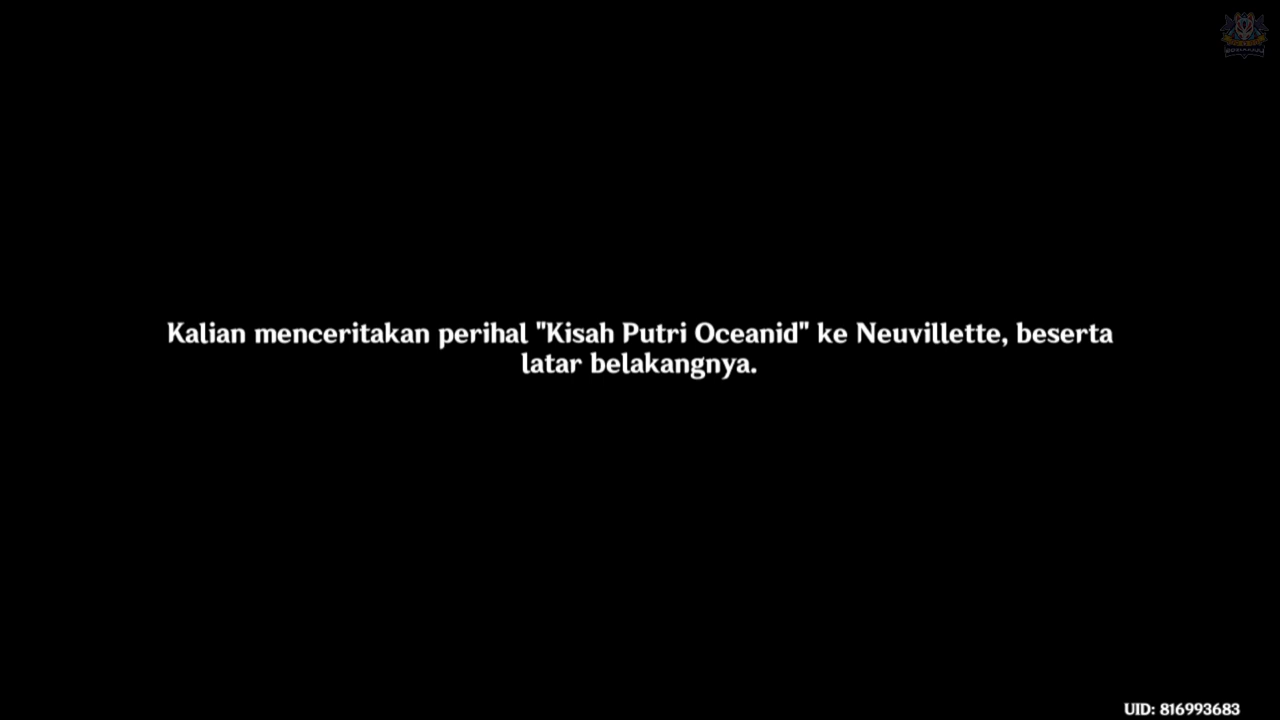 Kalian menceritakan perihal "Kisah Putri Oceanid" ke Neuvillette, beserta
latar belakangnya.
UID: 816993683